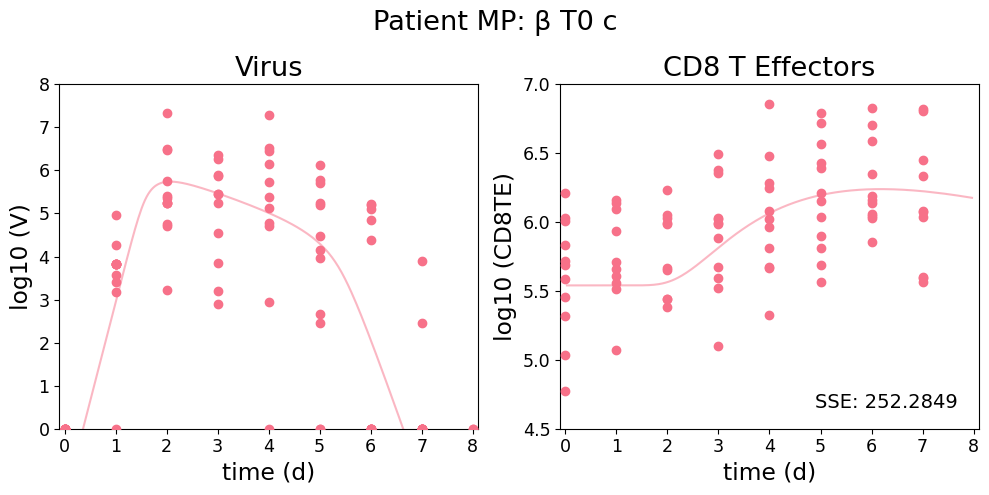 Patient MP: β T0 c
Virus
CD8 T Effectors
log10 (V)
8
7
6
5
4
3
2
1
0
0 1 2 3 4 5 6 7 8
time (d)
log10 (CD8TE)
7.0
6.5
6.0
5.5
5.0
4.5
SSE: 252.2849
0 1 2 3 4 5 6 7 8
time (d)